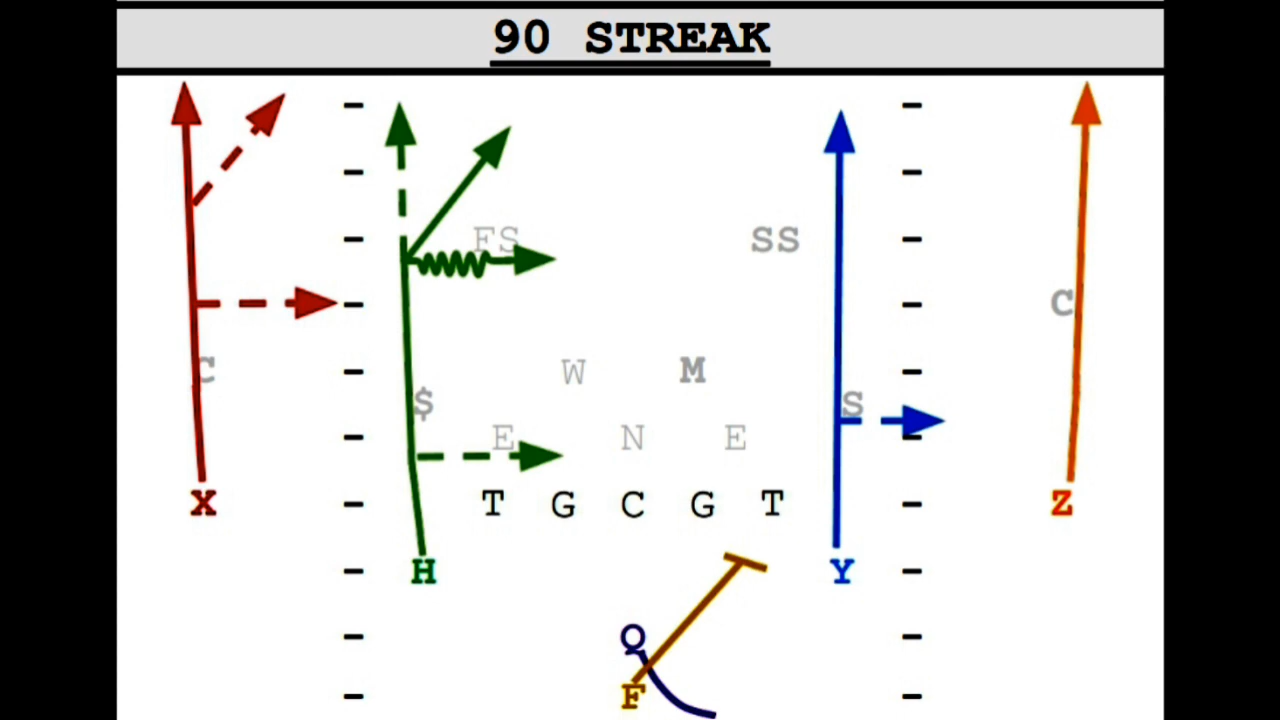 90 STREAK
FS SS
C
C W M
$ S
E N E
X T G C G T Z
H Y
Q
F